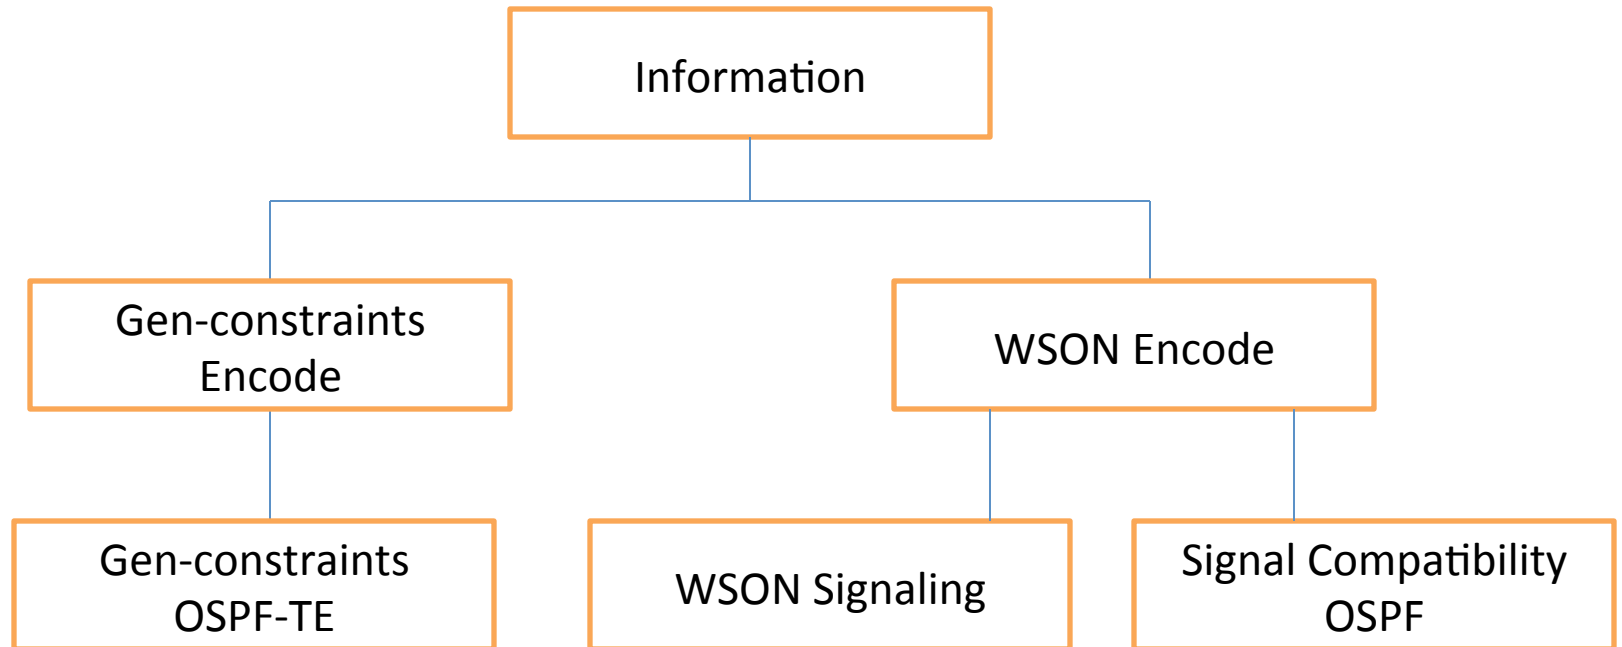 Information
Gen-constraints
Encode
WSON Encode
Gen-constraints
OSPF-TE
WSON Signaling
Signal Compatibility
OSPF